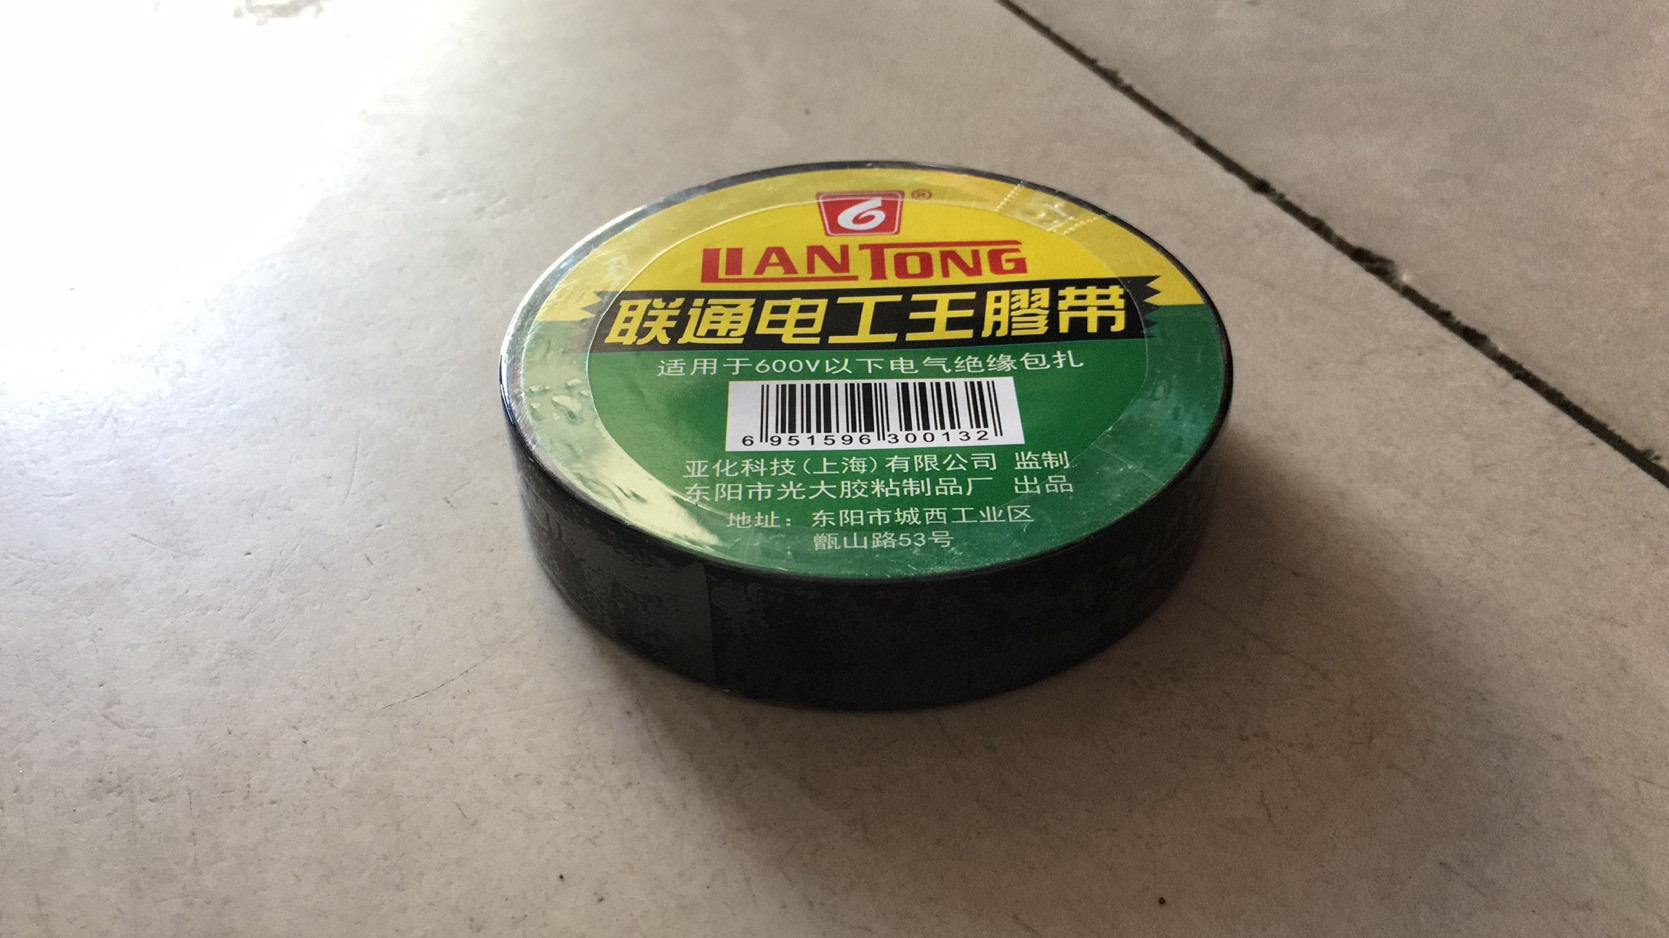 6®
LIANTONG
联通电工王膠带
适用于600V以下电气绝缘包扎
6 951596 300132
亚化科技(上海)有限公司 监制
东阳市光大胶粘制品厂 出品
地址：东阳市城西工业区
甑山路53号